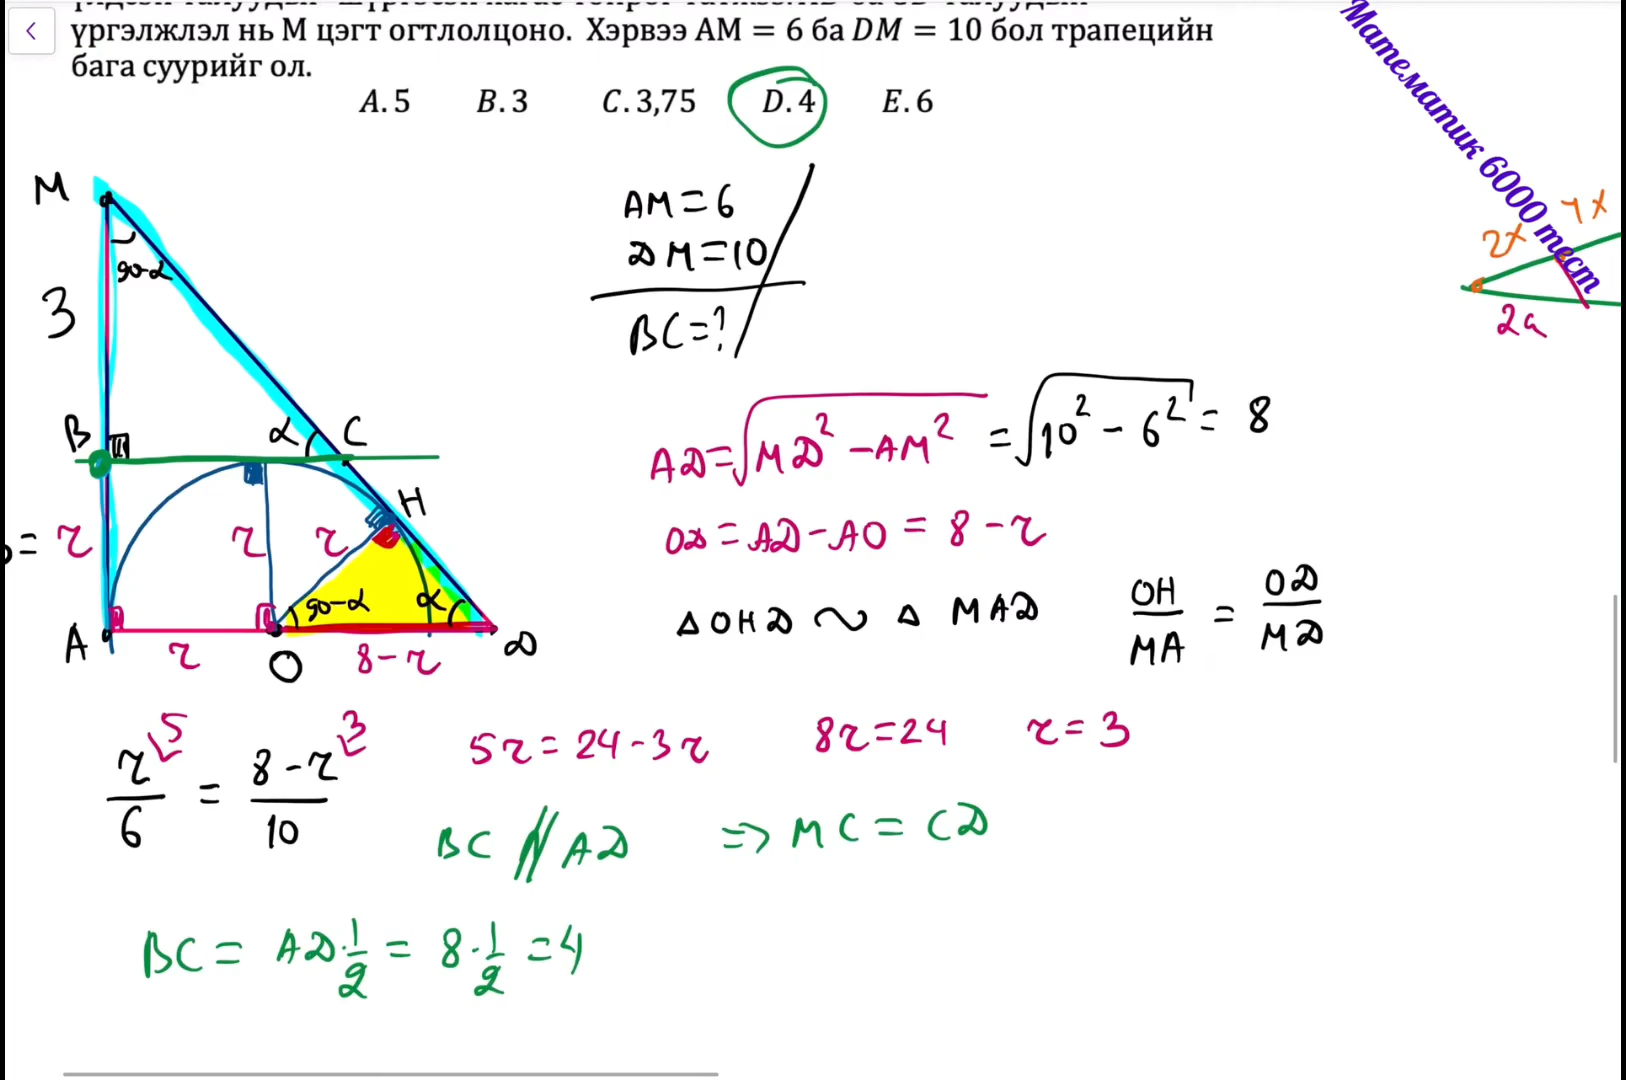 үргэлжлэл нь М цэгт огтлолцоно. Хэрвээ AM = 6 ба DM = 10 бол трапецийн
бага суурийг ол.
A. 5 B. 3 C. 3,75 D. 4 E. 6
Математик 6000 тест
M
90-α
3
B
α
C
H
= r
r
r
90-α
α
A
r
O
8-r
D
AM=6
DM=10
BC=?
2x
2a
AD=√MD²-AM² = √10²-6² = 8
OD = AD-AO = 8-r
△OHD ∼ △MAD OH/MA = OD/MD
r/6 = (8-r)/10
5
3
5r=24-3r 8r=24 r=3
BC // AD => MC = CD
BC = AD·1/2 = 8·1/2 = 4